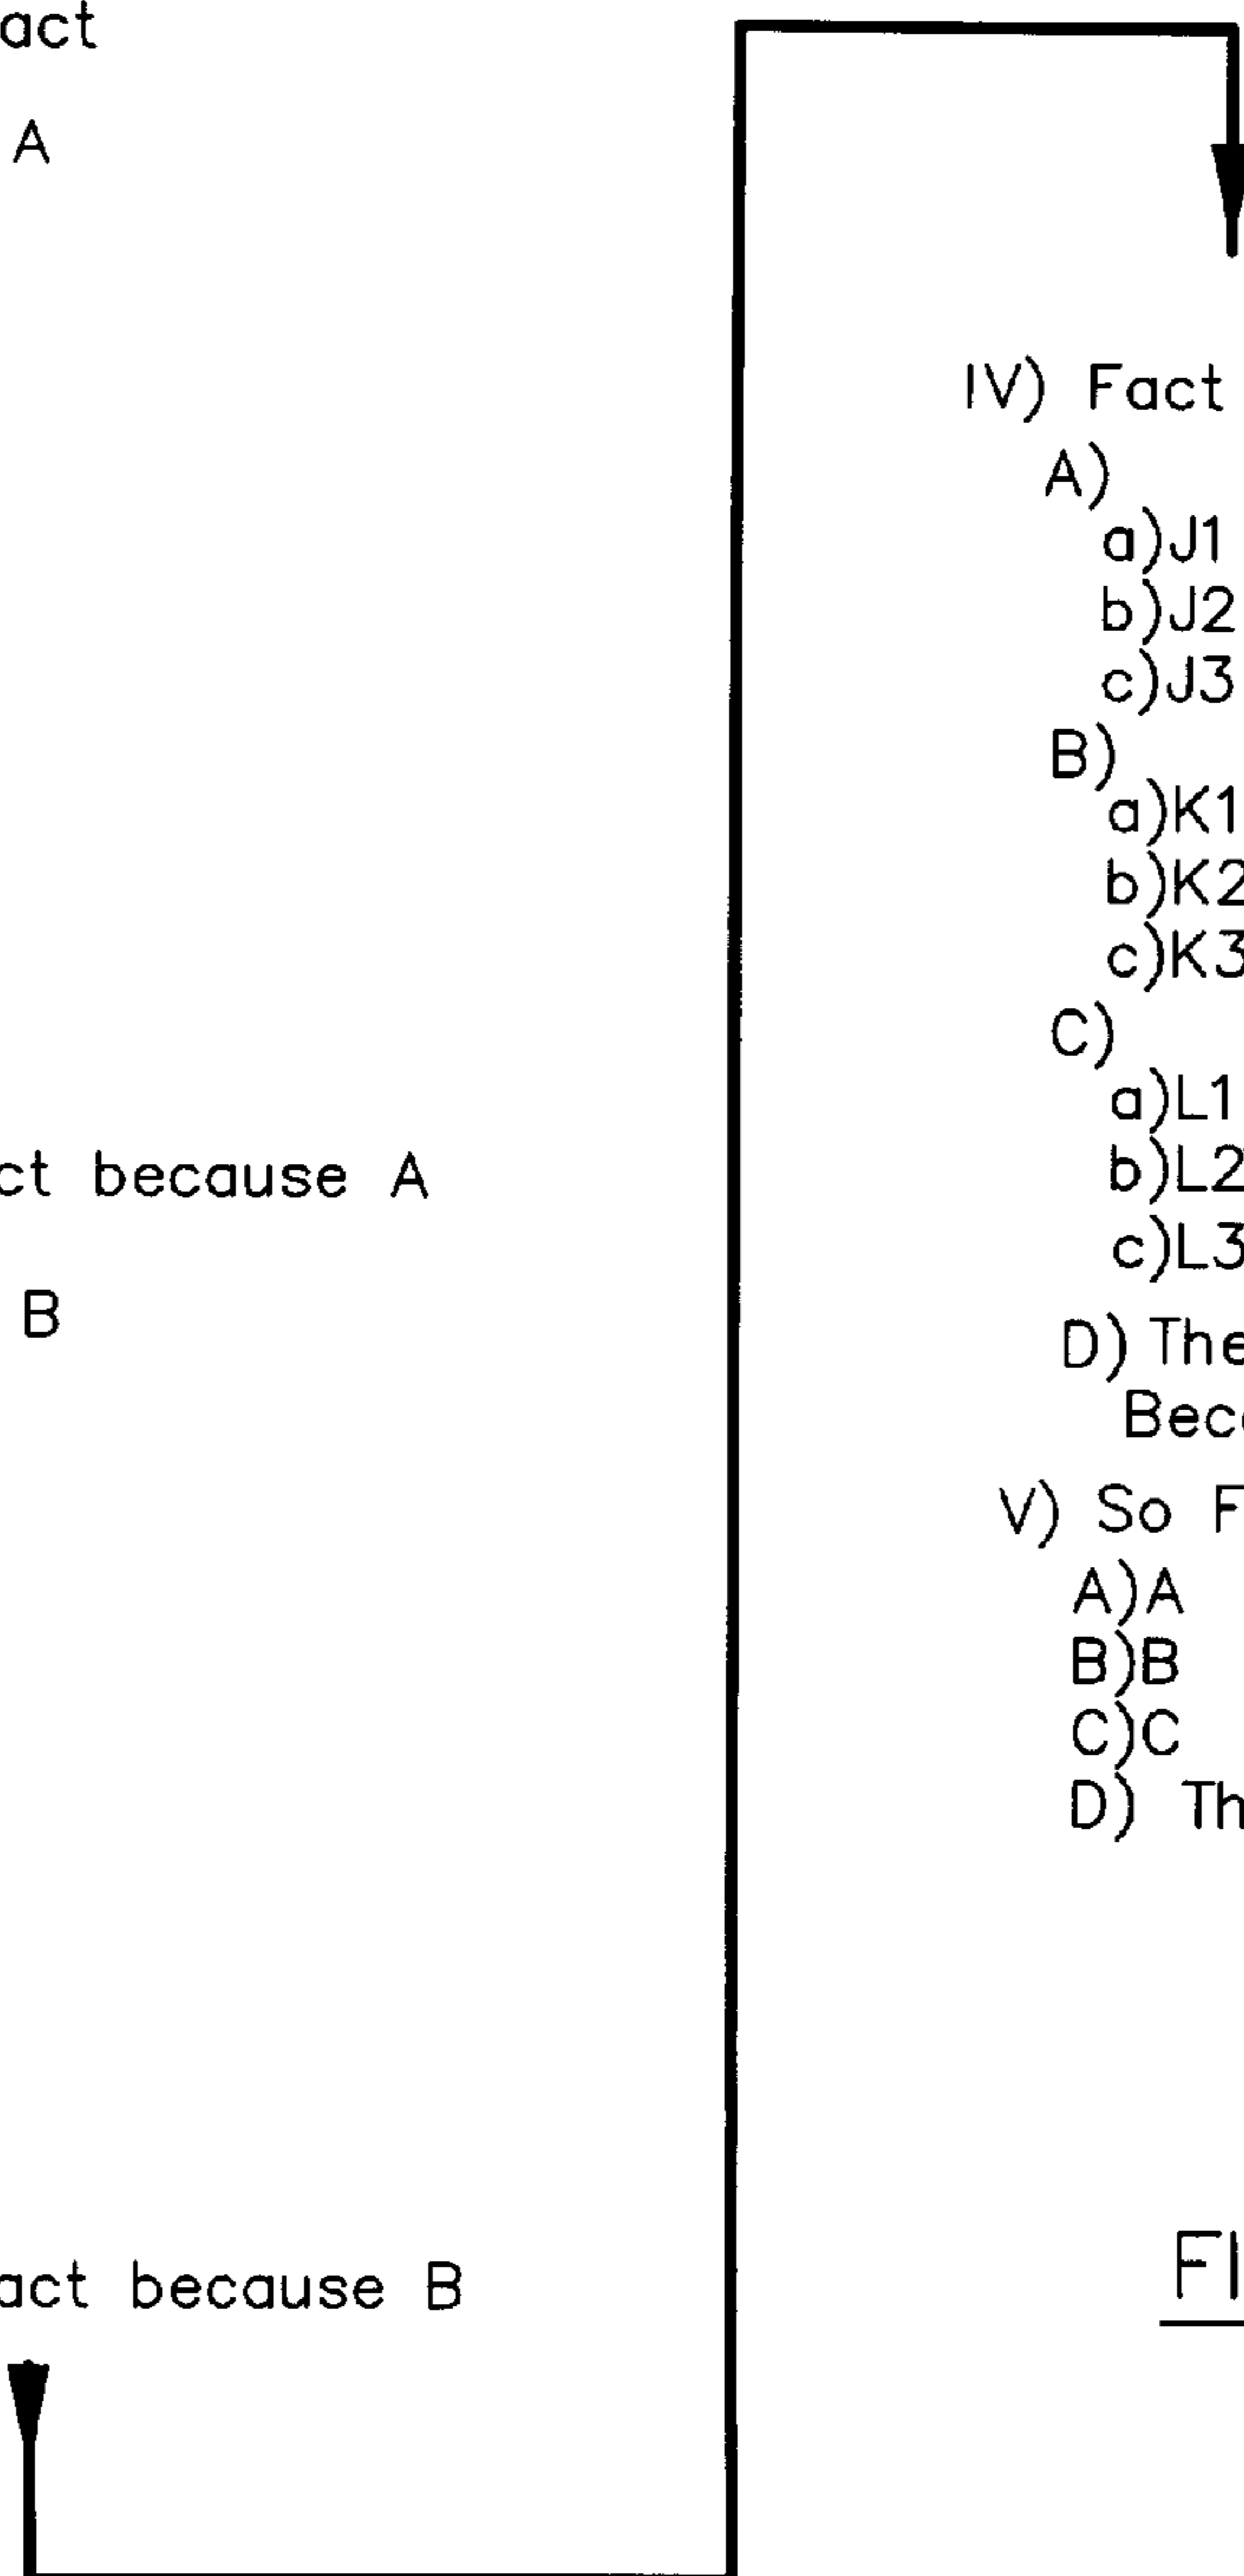 act
A
ct because A
B
act because B
IV) Fact
A)
a)J1
b)J2
c)J3
B)
a)K1
b)K2
c)K3
C)
a)L1
b)L2
c)L3
D) The
Beca
V) So F
A)A
B)B
C)C
D) Th
FI